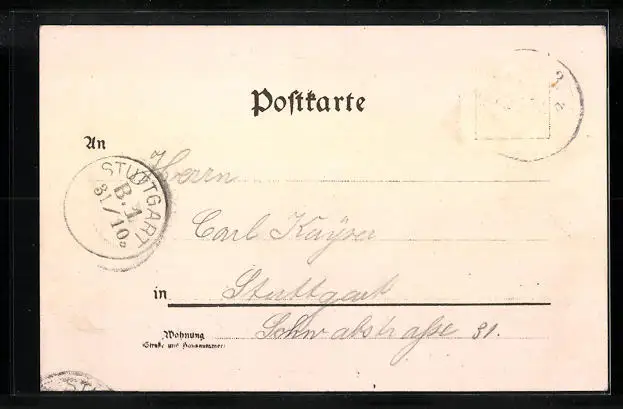 Postkarte
An
Herrn
STUTTGART
B.1
31/10
Carl Kayser
in Stuttgart
Wohnung
(Straße und Hausnummer)
Schwabstraße 31.